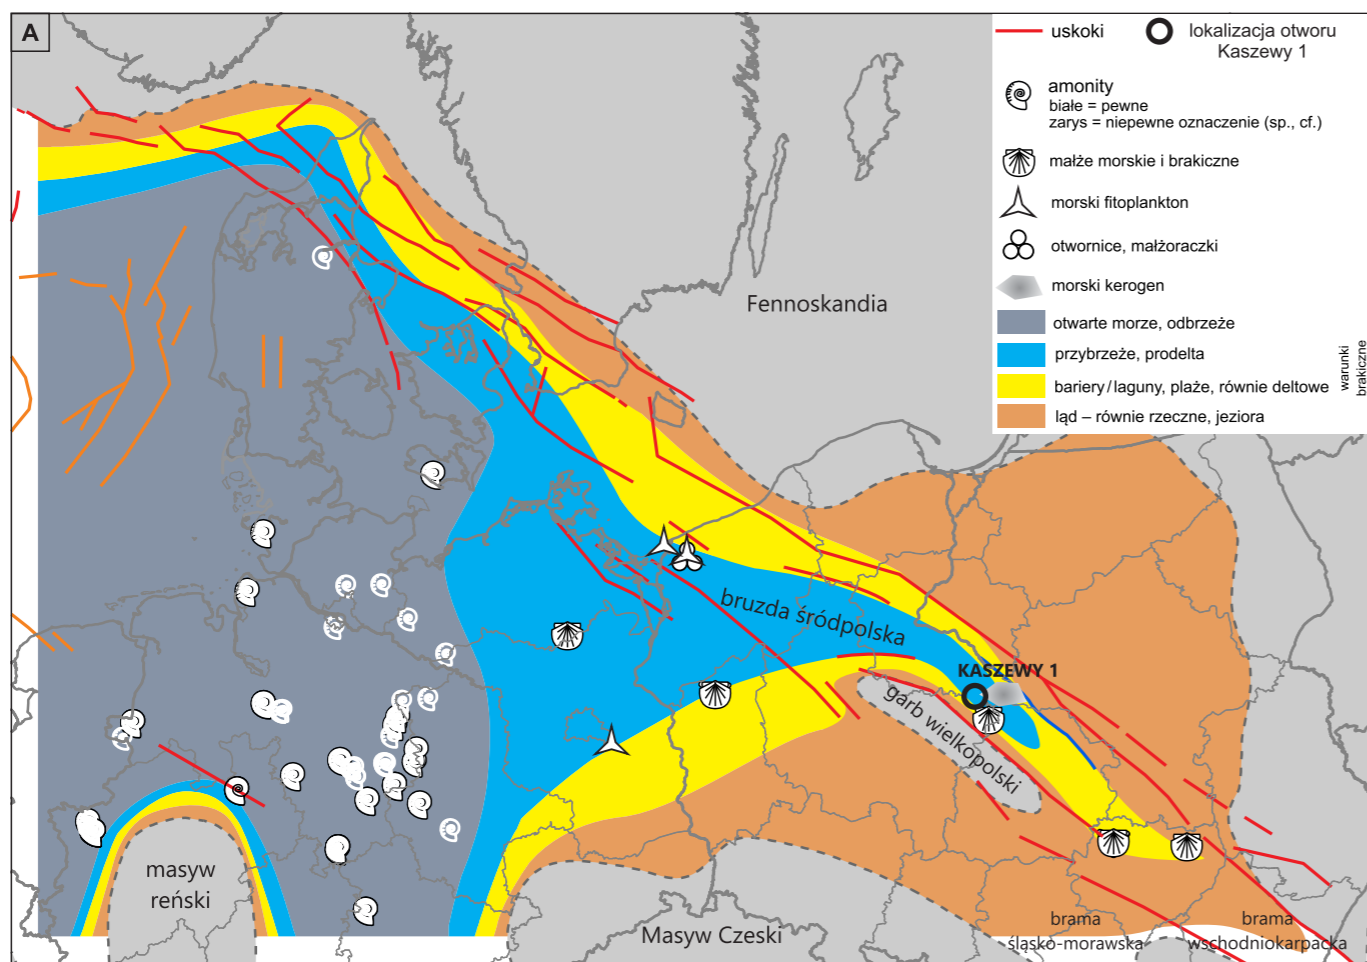 A
uskoki
lokalizacja otworu
Kaszewy 1
amonity
białe = pewne
zarys = niepewne oznaczenie (sp., cf.)
małże morskie i brakiczne
morski fitoplankton
otwornice, małżoraczki
morski kerogen
otwarte morze, odbrzeże
przybrzeże, prodelta
bariery/laguny, plaże, równie deltowe
ląd – równie rzeczne, jeziora
warunki
brakiczne
Fennoskandia
bruzda śródpolska
KASZEWY 1
garb wielkopolski
masyw
reński
Masyw Czeski
brama
śląsko-morawska
brama
wschodniokarpacka